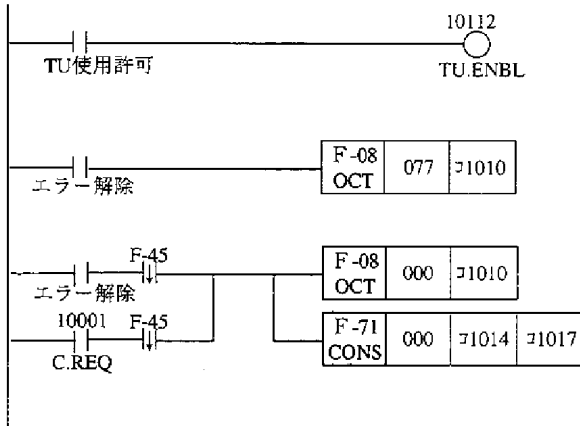 10112
TU使用許可
TU.ENBL
F-08
OCT
077
コ1010
エラー解除
F-45
F-08
OCT
000
コ1010
エラー解除
10001
F-45
C.REQ
F-71
CONS
000
コ1014
コ1017